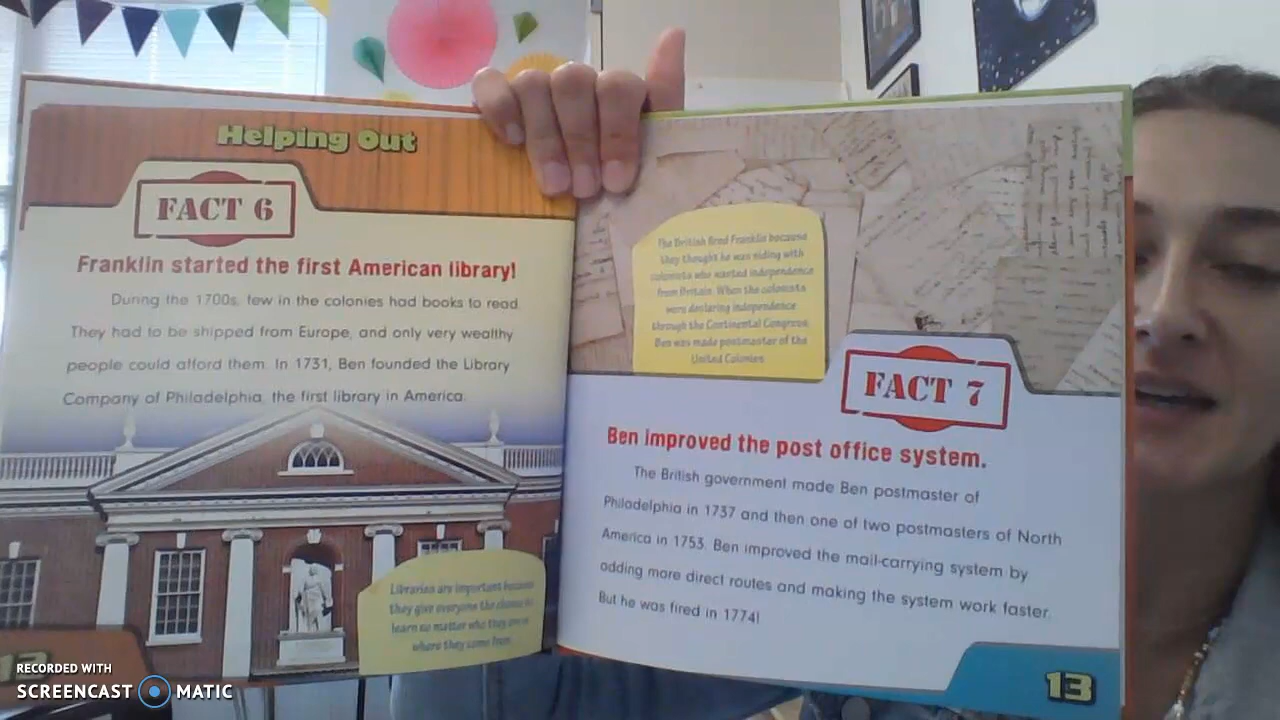 Helping Out
FACT 6
Franklin started the first American library!
During the 1700s, few in the colonies had books to read.
They had to be shipped from Europe, and only very wealthy
people could afford them. In 1731, Ben founded the Library
Company of Philadelphia, the first library in America.
Libraries are important because
they give everyone the chance to
learn no matter who they are or
where they come from.
12
The British fired Franklin because
they thought he was siding with
colonists who wanted independence
from Britain. When the colonists
were declaring independence
through the Continental Congress,
Ben was made postmaster of the
United Colonies.
FACT 7
Ben improved the post office system.
The British government made Ben postmaster of
Philadelphia in 1737 and then one of two postmasters of North
America in 1753. Ben improved the mail-carrying system by
adding more direct routes and making the system work faster.
But he was fired in 1774!
13
RECORDED WITH
SCREENCAST MATIC